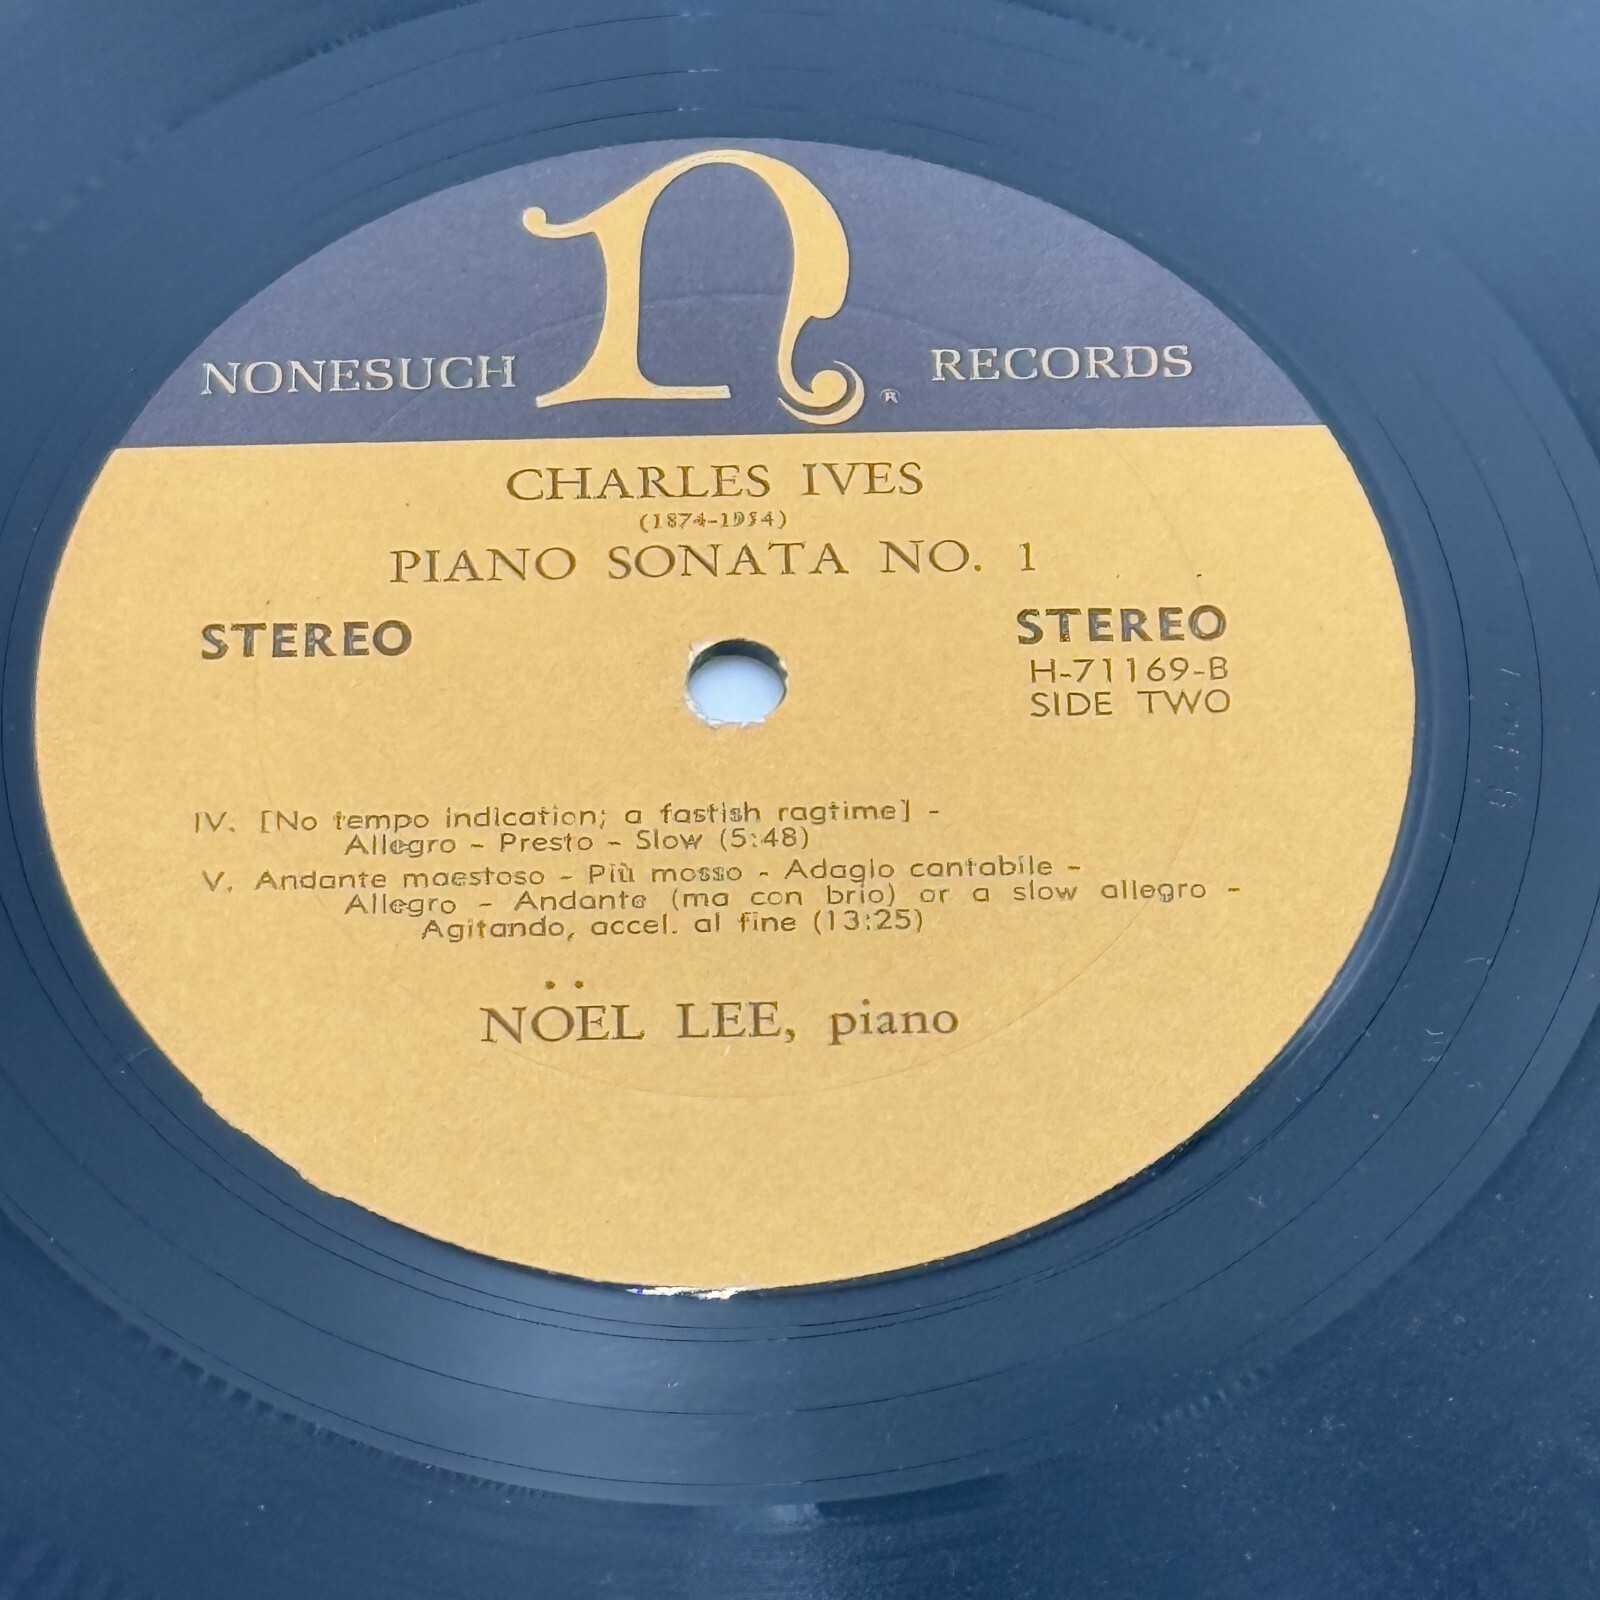 NONESUCH n® RECORDS
CHARLES IVES
(1874-1954)
PIANO SONATA NO. 1
STEREO
STEREO
H-71169-B
SIDE TWO
IV. [No tempo indication; a fastish ragtime] -
Allegro - Presto - Slow (5:48)
V. Andante maestoso - Più mosso - Adagio cantabile -
Allegro - Andante (ma con brio) or a slow allegro -
Agitando, accel. al fine (13:25)
NOËL LEE, piano